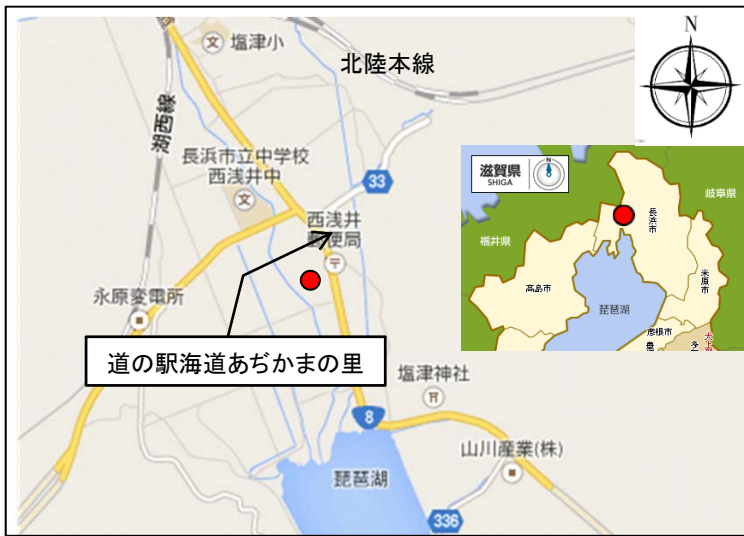 塩津小
北陸本線
湖西線
長浜市立中学校
西浅井中
33
西浅井
郵便局
永原変電所
道の駅海道あぢかまの里
塩津神社
8
山川産業(株)
琵琶湖
336
滋賀県
SHIGA
岐阜県
福井県
長浜市
高島市
米原市
琵琶湖
彦根市